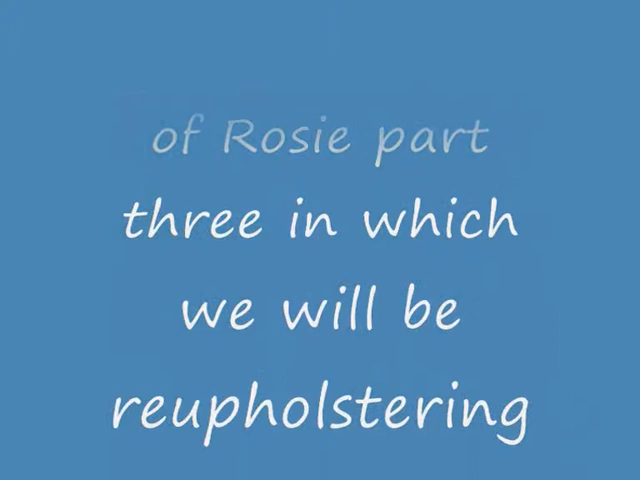 of Rosie part
three in which
we will be
reupholstering